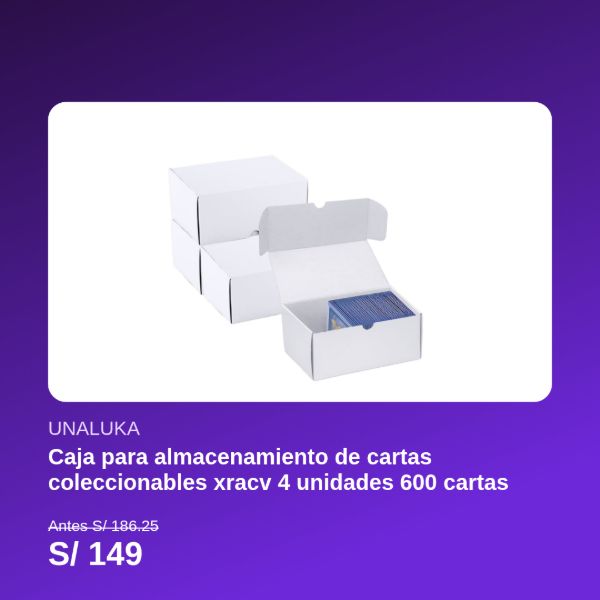 UNALUKA
Caja para almacenamiento de cartas
coleccionables xracv 4 unidades 600 cartas
Antes S/ 186.25
S/ 149